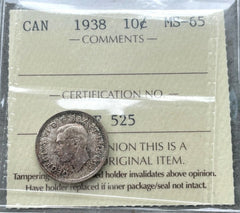 CAN 1938 10¢ MS-65
COMMENTS
CERTIFICATION NO.
525
NION THIS IS A
ORIGINAL ITEM.
Tampering holder invalidates above opinion.
Have holder replaced if inner package/seal not intact.